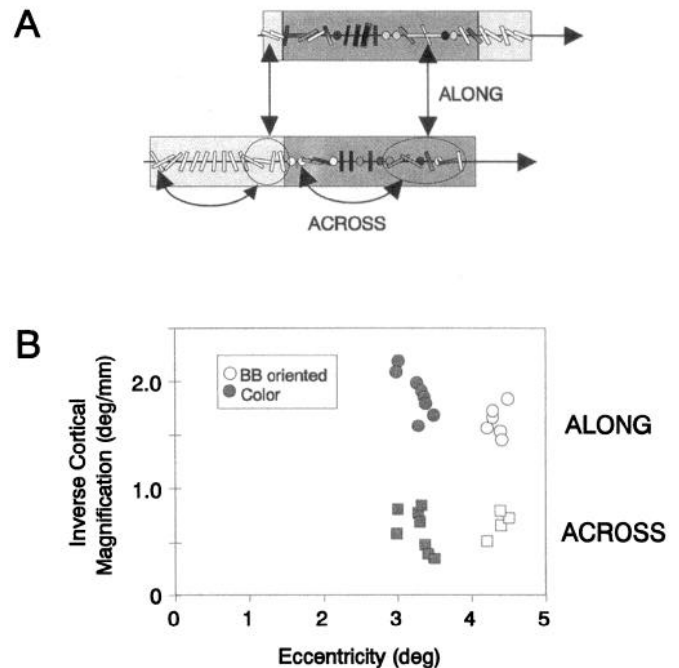 A
ALONG
ACROSS
B
Inverse Cortical
Magnification (deg/mm)
BB oriented
Color
2.0
1.0
0
0 1 2 3 4 5
Eccentricity (deg)
ALONG
ACROSS